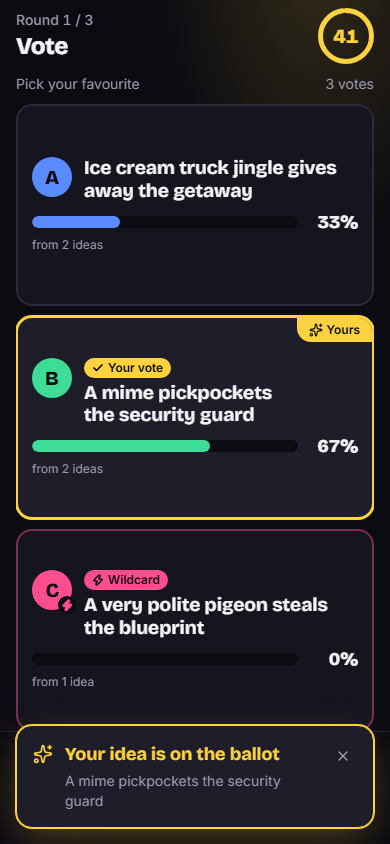 Round 1 / 3
Vote
41
Pick your favourite
3 votes
A
Ice cream truck jingle gives
away the getaway
33%
from 2 ideas
Yours
B
Your vote
A mime pickpockets
the security guard
67%
from 2 ideas
C
Wildcard
A very polite pigeon steals
the blueprint
0%
from 1 idea
Your idea is on the ballot
A mime pickpockets the security
guard